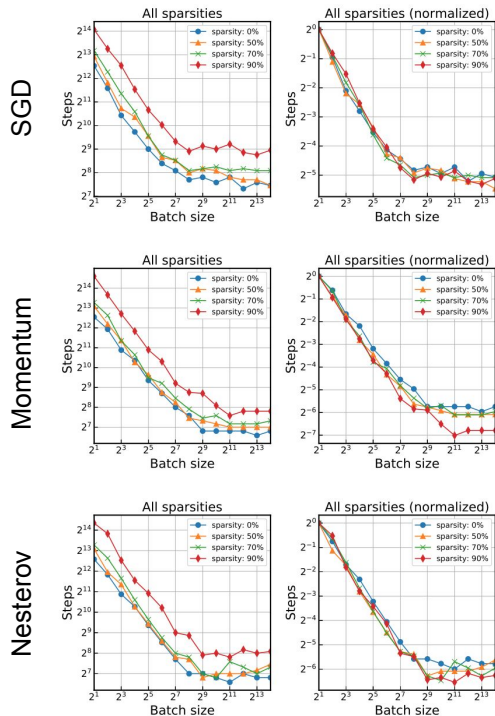 SGD
All sparsities
Steps
2^14
2^13
2^12
2^11
2^10
2^9
2^8
2^7
sparsity: 0%
sparsity: 50%
sparsity: 70%
sparsity: 90%
2^1 2^3 2^5 2^7 2^9 2^11 2^13
Batch size
All sparsities (normalized)
Steps
2^0
2^-1
2^-2
2^-3
2^-4
2^-5
sparsity: 0%
sparsity: 50%
sparsity: 70%
sparsity: 90%
2^1 2^3 2^5 2^7 2^9 2^11 2^13
Batch size
Momentum
All sparsities
Steps
2^14
2^13
2^12
2^11
2^10
2^9
2^8
2^7
sparsity: 0%
sparsity: 50%
sparsity: 70%
sparsity: 90%
2^1 2^3 2^5 2^7 2^9 2^11 2^13
Batch size
All sparsities (normalized)
Steps
2^0
2^-1
2^-2
2^-3
2^-4
2^-5
2^-6
2^-7
sparsity: 0%
sparsity: 50%
sparsity: 70%
sparsity: 90%
2^1 2^3 2^5 2^7 2^9 2^11 2^13
Batch size
Nesterov
All sparsities
Steps
2^14
2^13
2^12
2^11
2^10
2^9
2^8
2^7
sparsity: 0%
sparsity: 50%
sparsity: 70%
sparsity: 90%
2^1 2^3 2^5 2^7 2^9 2^11 2^13
Batch size
All sparsities (normalized)
Steps
2^0
2^-1
2^-2
2^-3
2^-4
2^-5
2^-6
sparsity: 0%
sparsity: 50%
sparsity: 70%
sparsity: 90%
2^1 2^3 2^5 2^7 2^9 2^11 2^13
Batch size